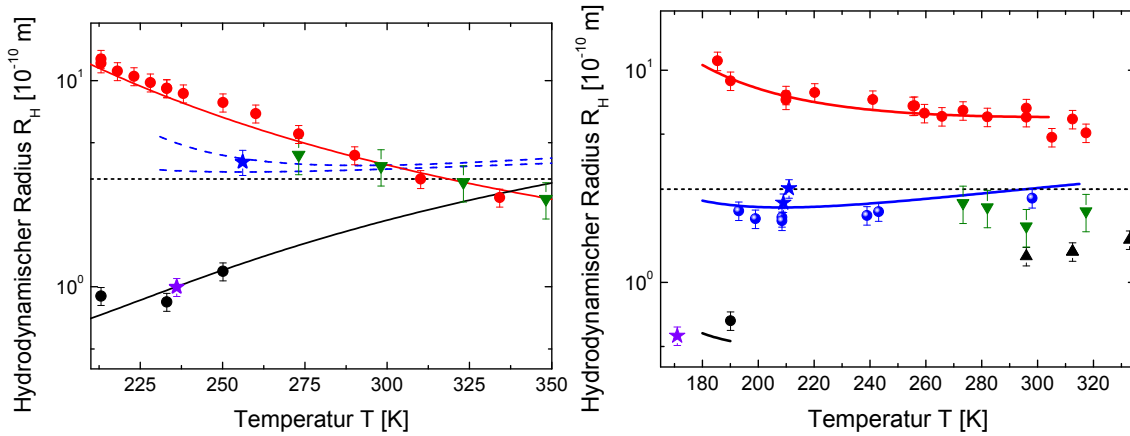 Hydrodynamischer Radius R_H [10^-10 m]
10^1
10^0
225 250 275 300 325 350
Temperatur T [K]
Hydrodynamischer Radius R_H [10^-10 m]
10^1
10^0
180 200 220 240 260 280 300 320
Temperatur T [K]